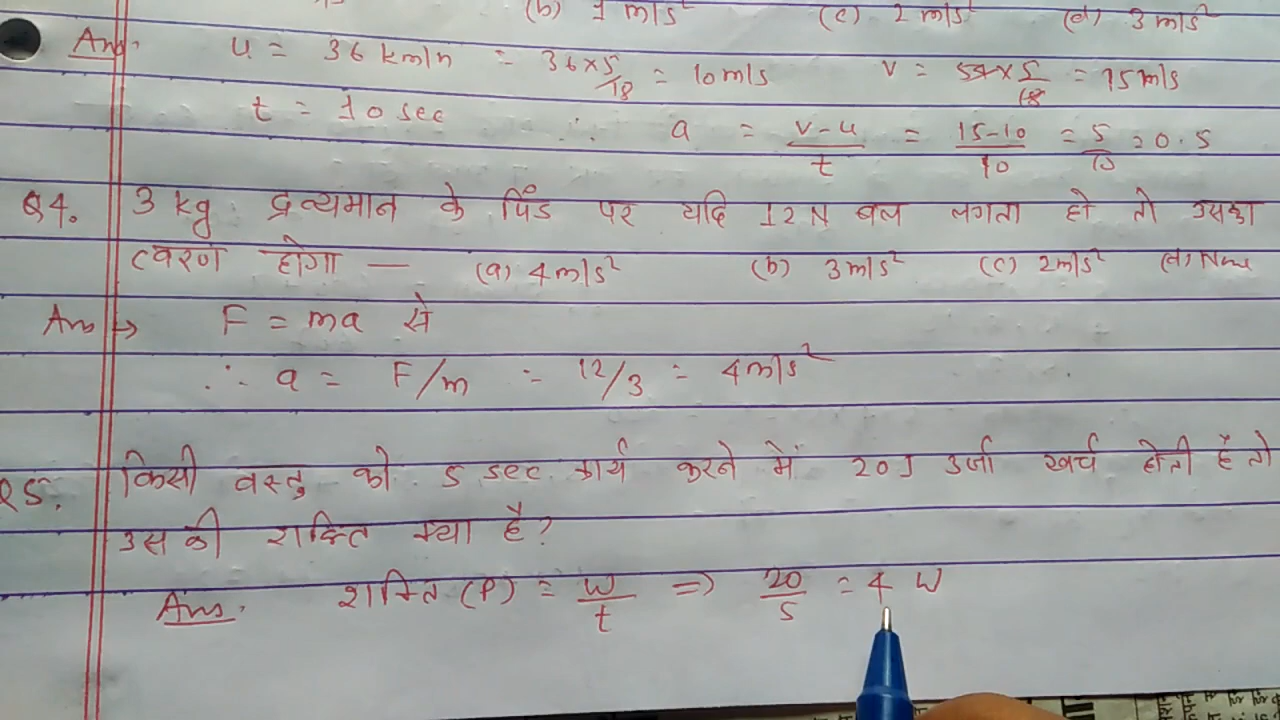 (b) 1 m/s² (c) 2 m/s² (d) 3 m/s²
Ans. u = 36 km/h = 36×5/18 = 10 m/s v = 54×5/18 = 15 m/s
t = 10 sec ∴ a = v-u/t = 15-10/10 = 5/10 = 0.5
Q4. 3 kg द्रव्यमान के पिंड पर यदि 12 N बल लगता हो तो उसका
त्वरण होगा — (a) 4 m/s² (b) 3 m/s² (c) 2 m/s² (d)
Ans → F = ma से
∴ a = F/m = 12/3 = 4 m/s²
Q5. किसी वस्तु को 5 sec कार्य करने में 20 J उर्जा खर्च होती है तो
उसकी शक्ति क्या है?
Ans. शक्ति (P) = W/t => 20/5 = 4 W